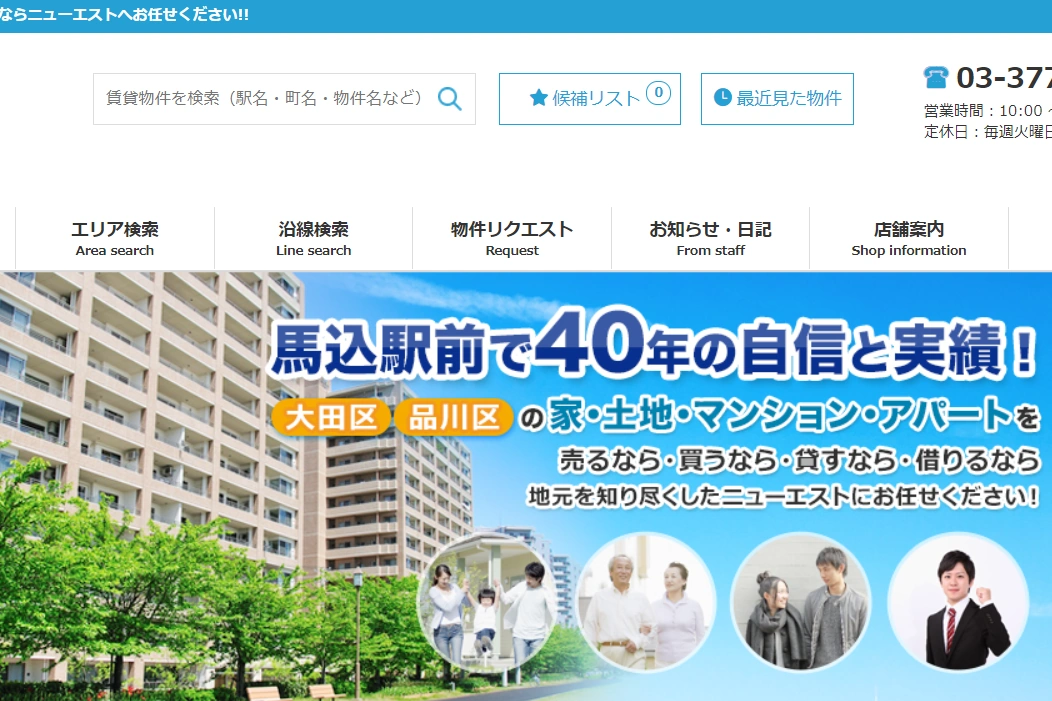 ならニューエストへお任せください!!
賃貸物件を検索（駅名・町名・物件名など）
候補リスト 0
最近見た物件
03-377
営業時間：10:00
定休日：毎週火曜日
エリア検索
Area search
沿線検索
Line search
物件リクエスト
Request
お知らせ・日記
From staff
店舗案内
Shop information
馬込駅前で40年の自信と実績！
大田区 品川区 の家・土地・マンション・アパートを
売るなら・買うなら・貸すなら・借りるなら
地元を知り尽くしたニューエストにお任せください！